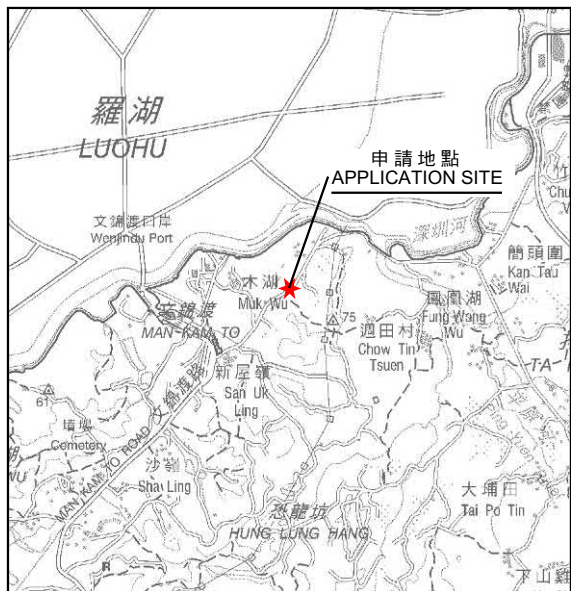 羅湖
LUOHU
申請地點
APPLICATION SITE
文錦渡口岸
Wenjindu Port
深圳河
竹
簡頭圍
Kan Tau
Wai
木湖
Muk Wu
文錦渡
MAN KAM TO
75
鳳凰湖
Fung Wong
Wu
週田村
Chow Tin
Tsuen
新屋嶺
San Uk
Ling
文錦渡路
MAN KAM TO ROAD
61
墳場
Cemetery
沙嶺
Sha Ling
恐龍坑
HUNG LUNG HANG
大埔田
Tai Po Tin
TA
R
下山雞